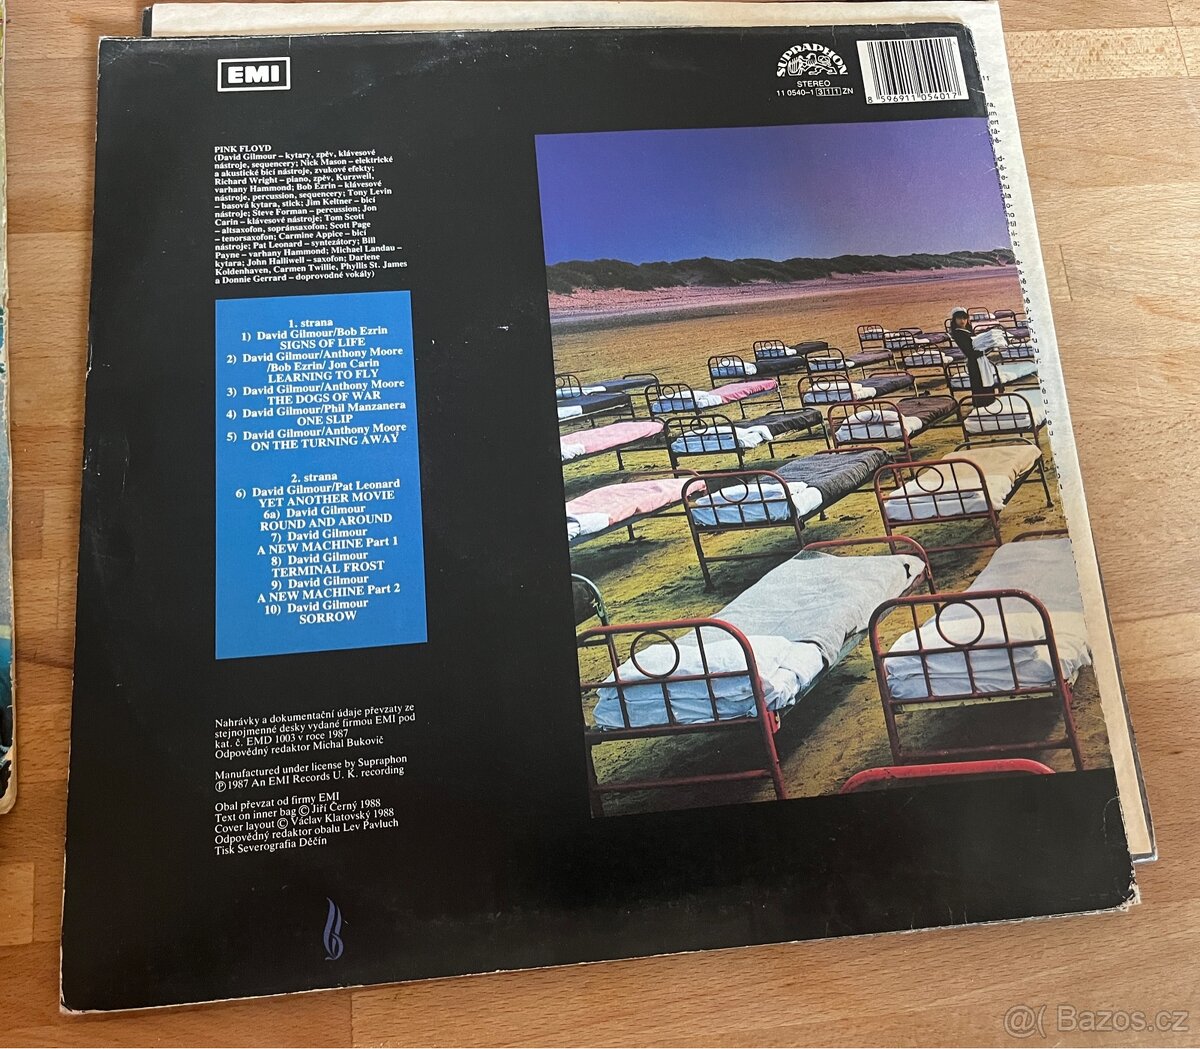 EMI
SUPRAPHON
STEREO
11 0540-1 311 ZN
8 596911 054017
PINK FLOYD
(David Gilmour – kytary, zpěv, klávesové
nástroje, sequencery; Nick Mason – elektrické
a akustické bicí nástroje, zvukové efekty;
Richard Wright – piano, zpěv, Kurzweil,
varhany Hammond; Bob Ezrin – klávesové
nástroje, percussion, sequencery; Tony Levin
– basová kytara, stick; Jim Keltner – bicí
nástroje; Steve Forman – percussion; Jon
Carin – klávesové nástroje; Tom Scott
– altsaxofon, sopránsaxofon; Scott Page
– tenorsaxofon; Carmine Appice – bicí
nástroje; Pat Leonard – syntezátory; Bill
Payne – varhany Hammond; Michael Landau –
kytara; John Halliwell – saxofon; Darlene
Koldenhaven, Carmen Twillie, Phyllis St. James
a Donnie Gerrard – doprovodné vokály)
1. strana
1) David Gilmour/Bob Ezrin
SIGNS OF LIFE
2) David Gilmour/Anthony Moore
/Bob Ezrin/ Jon Carin
LEARNING TO FLY
3) David Gilmour/Anthony Moore
THE DOGS OF WAR
4) David Gilmour/Phil Manzanera
ONE SLIP
5) David Gilmour/Anthony Moore
ON THE TURNING AWAY
2. strana
6) David Gilmour/Pat Leonard
YET ANOTHER MOVIE
6a) David Gilmour
ROUND AND AROUND
7) David Gilmour
A NEW MACHINE Part 1
8) David Gilmour
TERMINAL FROST
9) David Gilmour
A NEW MACHINE Part 2
10) David Gilmour
SORROW
Nahrávky a dokumentační údaje převzaty ze
stejnojmenné desky vydané firmou EMI pod
kat. č. EMD 1003 v roce 1987
Odpovědný redaktor Michal Bukovič
Manufactured under license by Supraphon
Ⓟ1987 An EMI Records U. K. recording
Obal převzat od firmy EMI
Text on inner bag © Jiří Černý 1988
Cover layout © Václav Klatovský 1988
Odpovědný redaktor obalu Lev Pavluch
Tisk Severografia Děčín
@( Bazos.cz